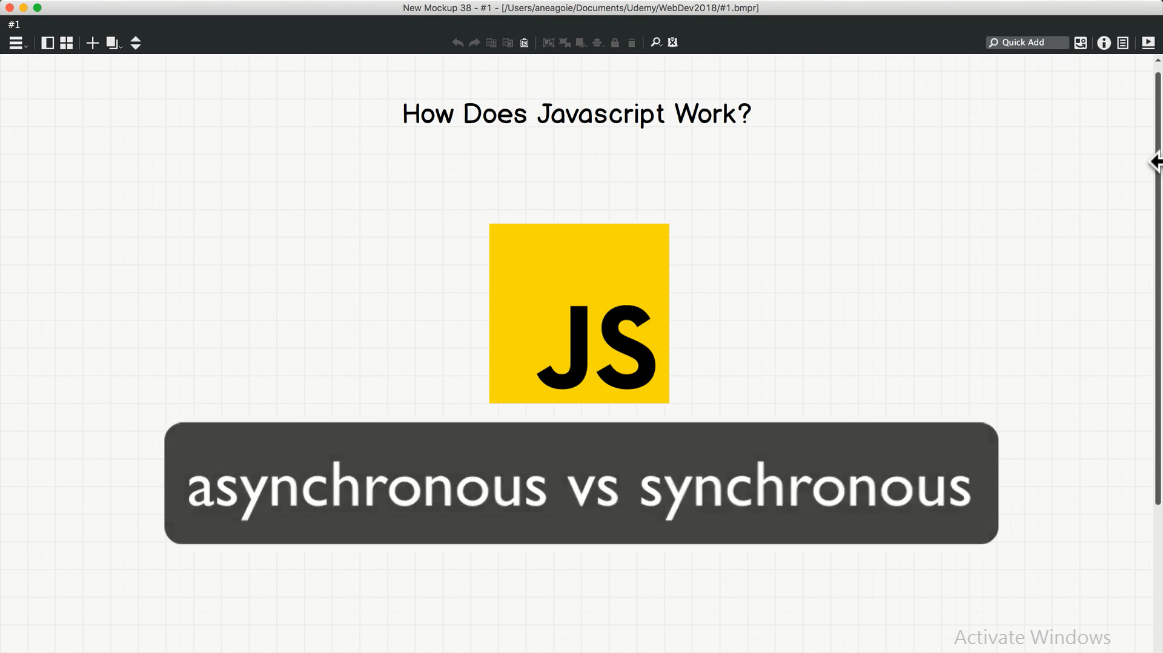 New Mockup 38 - #1 - [/Users/aneagoie/Documents/Udemy/WebDev2018/#1.bmpr]
#1
Quick Add
How Does Javascript Work?
JS
asynchronous vs synchronous
Activate Windows